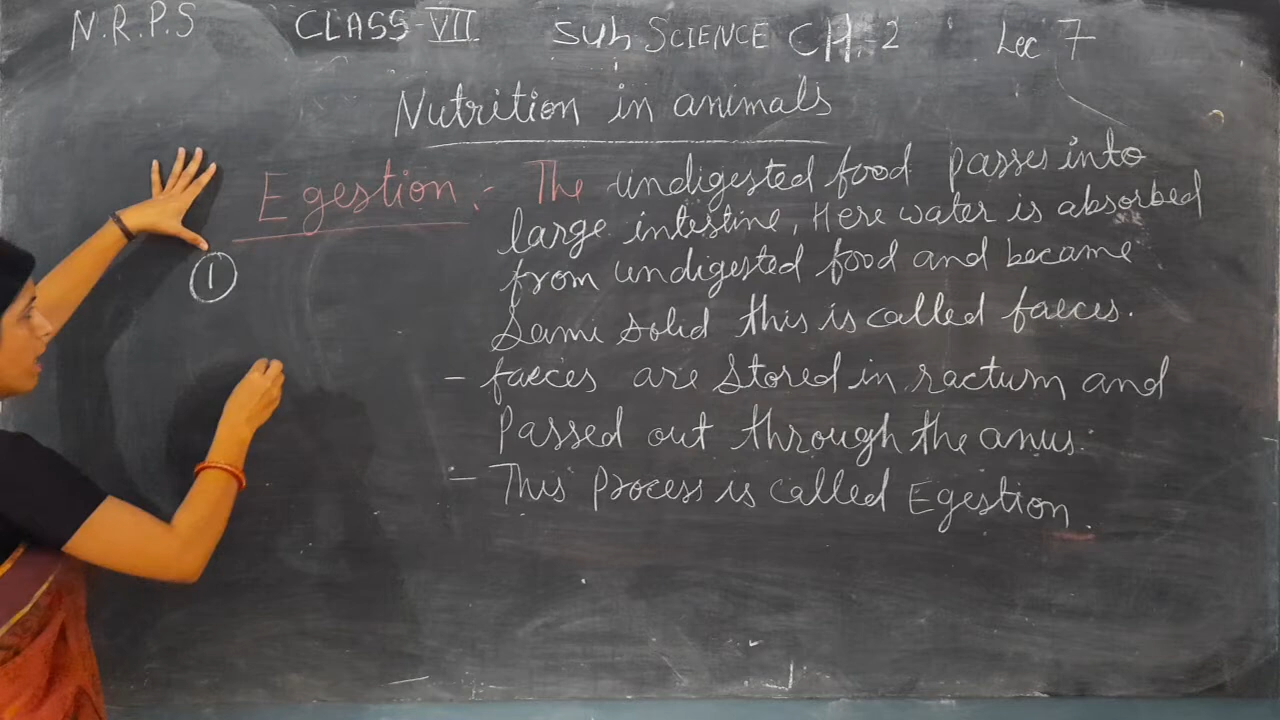 N.R.P.S CLASS-VII Sub SCIENCE CH.-2 Lec 7
Nutrition in animals
Egestion :- The undigested food passes into
large intestine, Here water is absorbed
from undigested food and became
Semi solid this is called faeces.
- faeces are stored in ractum and
Passed out through the anus.
- This Process is called Egestion.
①